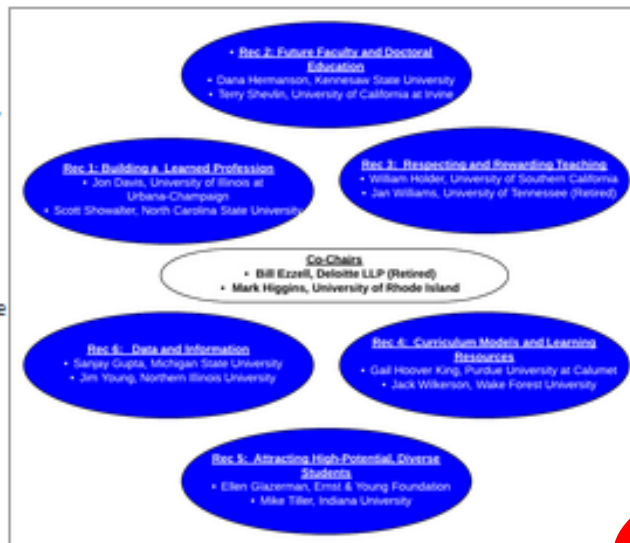 • Rec 2: Future Faculty and Doctoral
Education
• Dana Hermanson, Kennesaw State University
• Terry Shevlin, University of California at Irvine
Rec 1: Building a Learned Profession
• Jon Davis, University of Illinois at
Urbana-Champaign
• Scott Showalter, North Carolina State University
Rec 3: Respecting and Rewarding Teaching
• William Holder, University of Southern California
• Jan Williams, University of Tennessee (Retired)
Co-Chairs
• Bill Ezzell, Deloitte LLP (Retired)
• Mark Higgins, University of Rhode Island
Rec 6: Data and Information
• Sanjay Gupta, Michigan State University
• Jim Young, Northern Illinois University
Rec 4: Curriculum Models and Learning
Resources
• Gail Hoover King, Purdue University at Calumet
• Jack Wilkerson, Wake Forest University
Rec 5: Attracting High-Potential, Diverse
Students
• Ellen Glazerman, Ernst & Young Foundation
• Mike Tiller, Indiana University